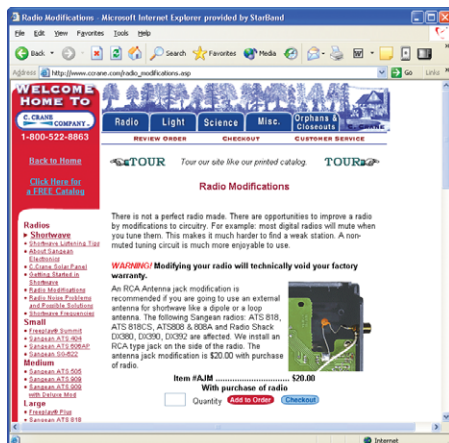 Radio Modifications - Microsoft Internet Explorer provided by StarBand
File Edit View Favorites Tools Help
Back Search Favorites Media
Address http://www.ccrane.com/radio_modifications.asp Go Links
WELCOME
HOME TO
C. CRANE
COMPANY
1-800-522-8863
Back to Home
Click Here for
a FREE Catalog
Radios
Shortwave
Shortwave Listening Tips
About Sangean
Electronics
C.Crane Solar Panel
Getting Started in
Shortwave
Radio Modifications
Radio Noise Problems
and Possible Solutions
Shortwave Frequencies
Small
Freeplay® Summit
Sangean ATS 404
Sangean ATS 606AP
Sangean SG-622
Medium
Sangean ATS 505
Sangean ATS 909
Sangean ATS 909
with Deluxe Mod
Large
Freeplay® Plus
Sangean ATS 818
Radio Light Science Misc. Orphans &
Closeouts
C. CRANE
REVIEW ORDER CHECKOUT CUSTOMER SERVICE
TOUR Tour our site like our printed catalog. TOUR
Radio Modifications
There is not a perfect radio made. There are opportunities to improve a radio
by modifications to circuitry. For example: most digital radios will mute when
you tune them. This makes it much harder to find a weak station. A non-
muted tuning circuit is much more enjoyable to use.
WARNING! Modifying your radio will technically void your factory
warranty.
An RCA Antenna jack modification is
recommended if you are going to use an external
antenna for shortwave like a dipole or a loop
antenna. The following Sangean radios: ATS 818,
ATS 818CS, ATS808 & 808A and Radio Shack
DX380, DX390, DX392 are affected. We install an
RCA type jack on the side of the radio. The
antenna jack modification is $20.00 with purchase
of radio.
Item #AJM ............................ $20.00
With purchase of radio
Quantity Add to Order Checkout
Internet